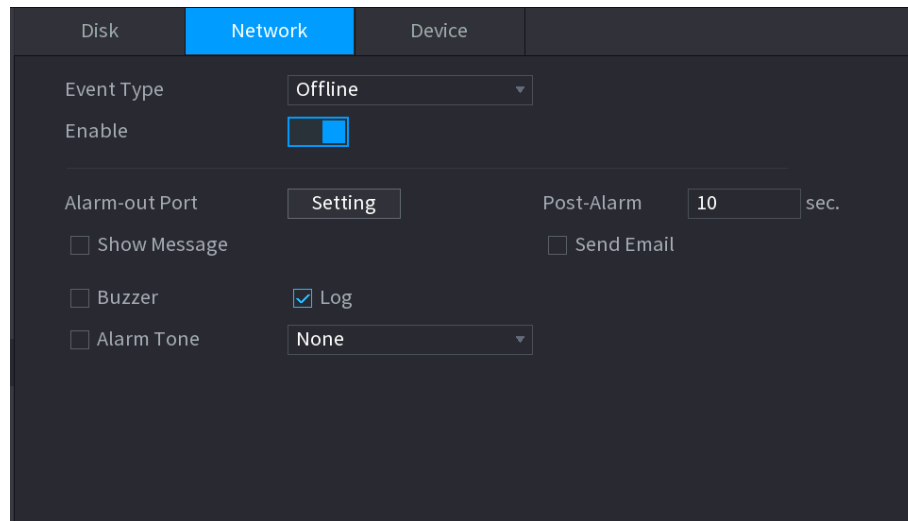 Disk Network Device
Event Type Offline
Enable
Alarm-out Port Setting Post-Alarm 10 sec.
Show Message Send Email
Buzzer Log
Alarm Tone None